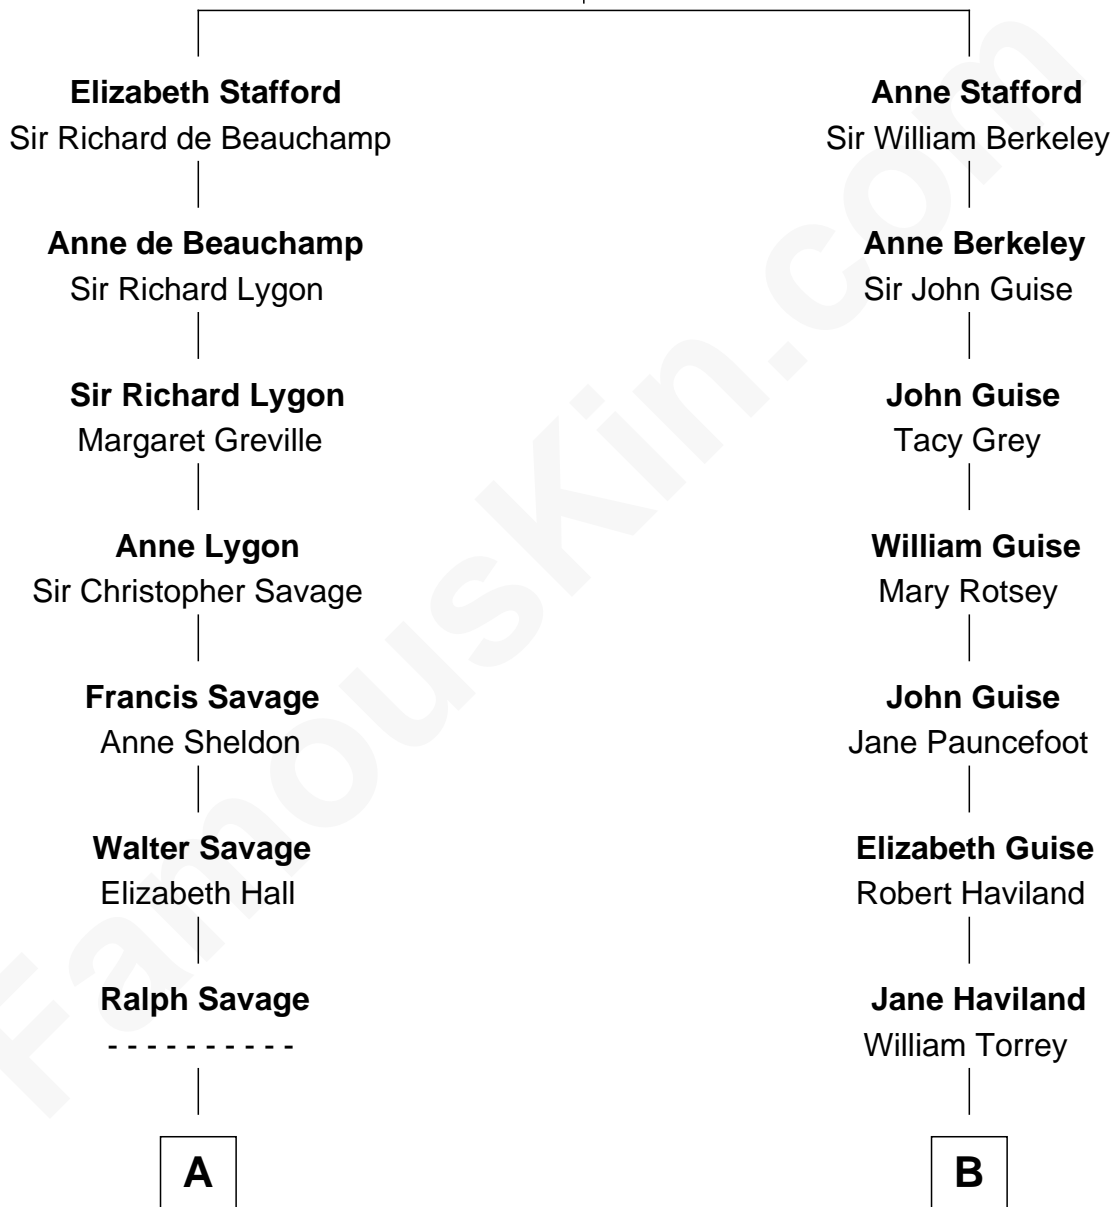 Elizabeth Stafford
Sir Richard de Beauchamp
Anne de Beauchamp
Sir Richard Lygon
Sir Richard Lygon
Margaret Greville
Anne Lygon
Sir Christopher Savage
Francis Savage
Anne Sheldon
Walter Savage
Elizabeth Hall
Ralph Savage
- - - - - - - - - -
A
Anne Stafford
Sir William Berkeley
Anne Berkeley
Sir John Guise
John Guise
Tacy Grey
William Guise
Mary Rotsey
John Guise
Jane Pauncefoot
Elizabeth Guise
Robert Haviland
Jane Haviland
William Torrey
B
FamousKin.com